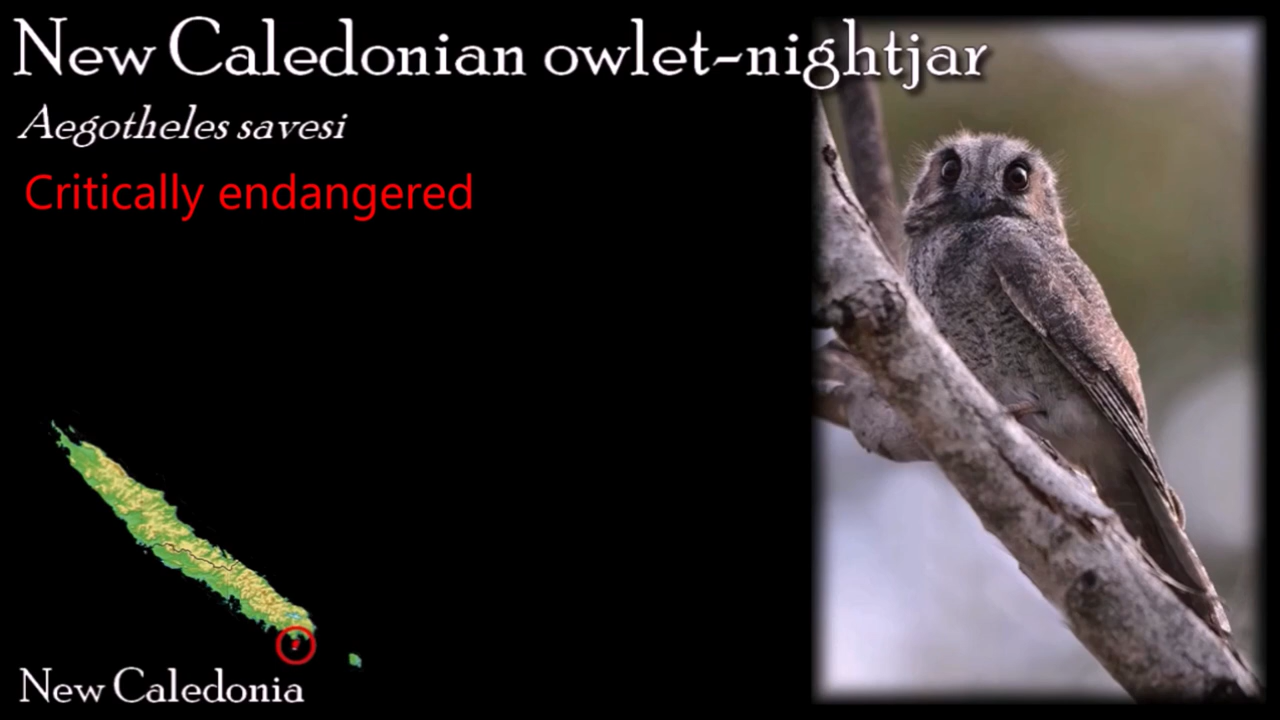 New Caledonian owlet-nightjar
Aegotheles savesi
Critically endangered
New Caledonia